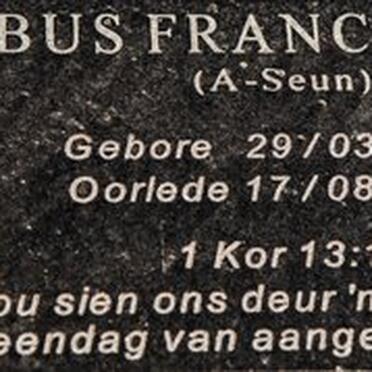 BUS FRANC
(A-Seun)
Gebore 29/03
Oorlede 17/08
1 Kor 13:1
ou sien ons deur 'n
eendag van aange